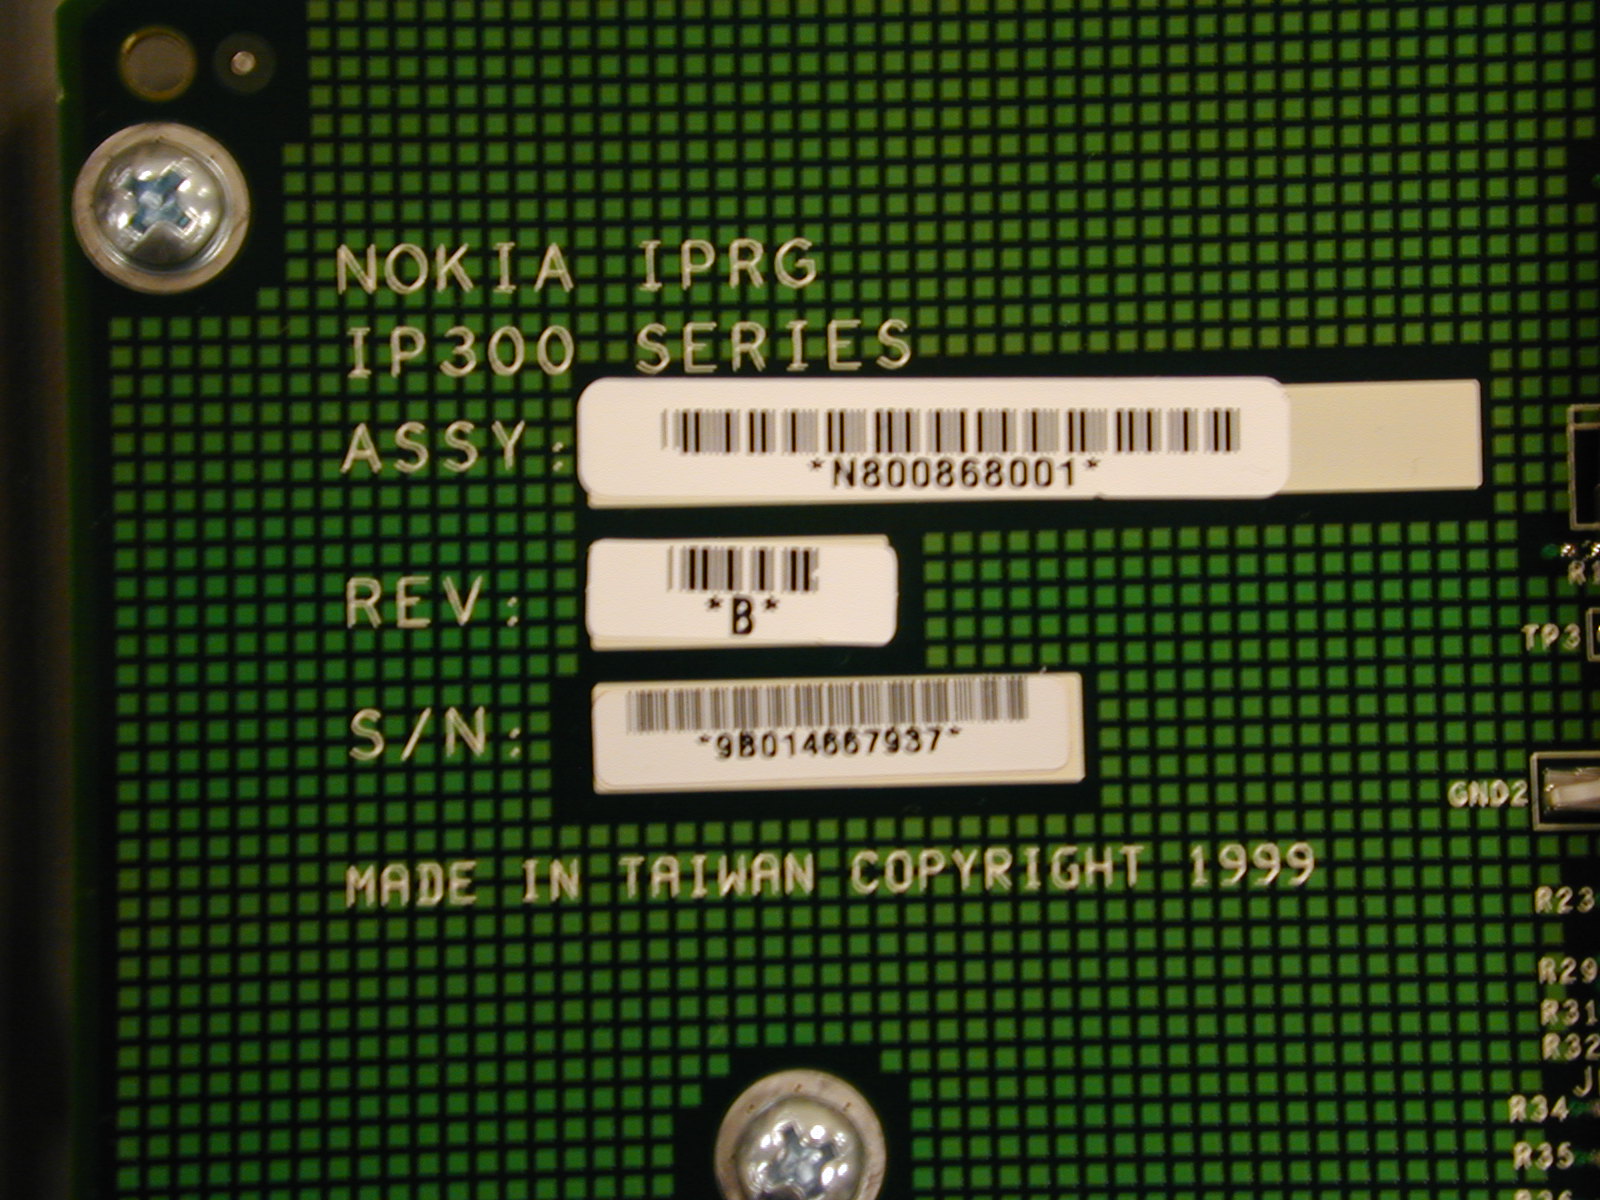 NOKIA IPRG
IP300 SERIES
ASSY:
*N800868001*
REV:
*B*
S/N:
*9B014667937*
MADE IN TAIWAN COPYRIGHT 1999
TP3
GND2
R23
R29
R31
R32
R34
R35